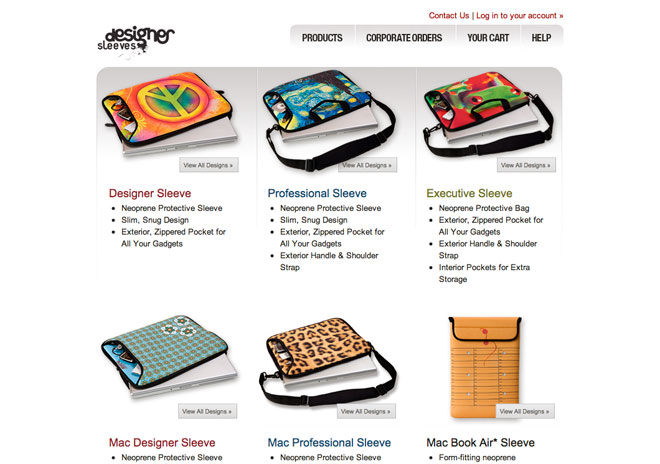 Contact Us | Log in to your account »
designer
sleeves
PRODUCTS
CORPORATE ORDERS
YOUR CART
HELP
View All Designs »
View All Designs »
View All Designs »
Designer Sleeve
• Neoprene Protective Sleeve
• Slim, Snug Design
• Exterior, Zippered Pocket for
All Your Gadgets
Professional Sleeve
• Neoprene Protective Sleeve
• Slim, Snug Design
• Exterior, Zippered Pocket for
All Your Gadgets
• Exterior Handle & Shoulder
Strap
Executive Sleeve
• Neoprene Protective Bag
• Exterior, Zippered Pocket for
All Your Gadgets
• Exterior Handle & Shoulder
Strap
• Interior Pockets for Extra
Storage
View All Designs »
View All Designs »
View All Designs »
Mac Designer Sleeve
• Neoprene Protective Sleeve
Mac Professional Sleeve
• Neoprene Protective Sleeve
Mac Book Air* Sleeve
• Form-fitting neoprene